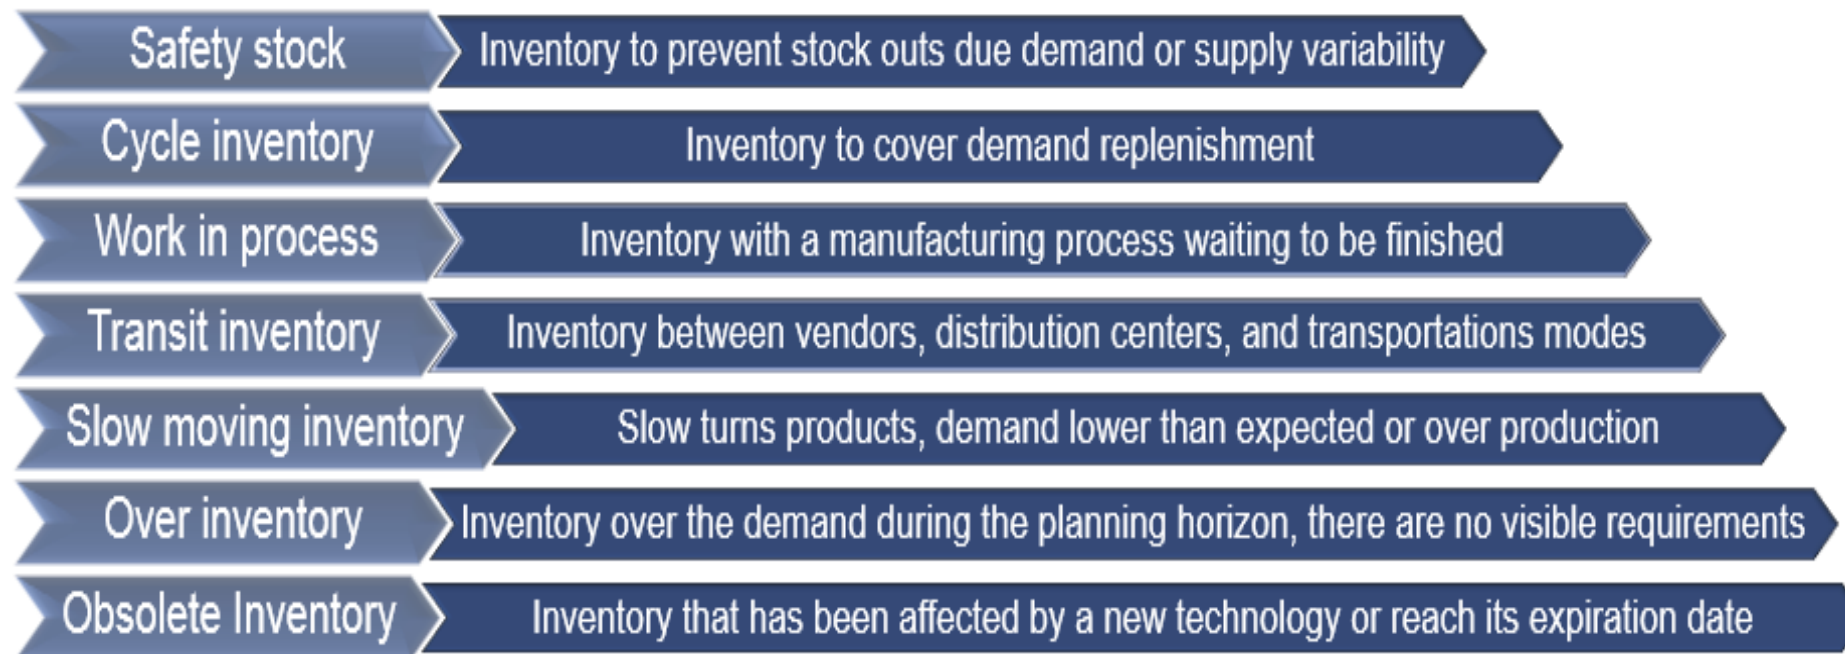 Safety stock
Inventory to prevent stock outs due demand or supply variability
Cycle inventory
Inventory to cover demand replenishment
Work in process
Inventory with a manufacturing process waiting to be finished
Transit inventory
Inventory between vendors, distribution centers, and transportations modes
Slow moving inventory
Slow turns products, demand lower than expected or over production
Over inventory
Inventory over the demand during the planning horizon, there are no visible requirements
Obsolete Inventory
Inventory that has been affected by a new technology or reach its expiration date